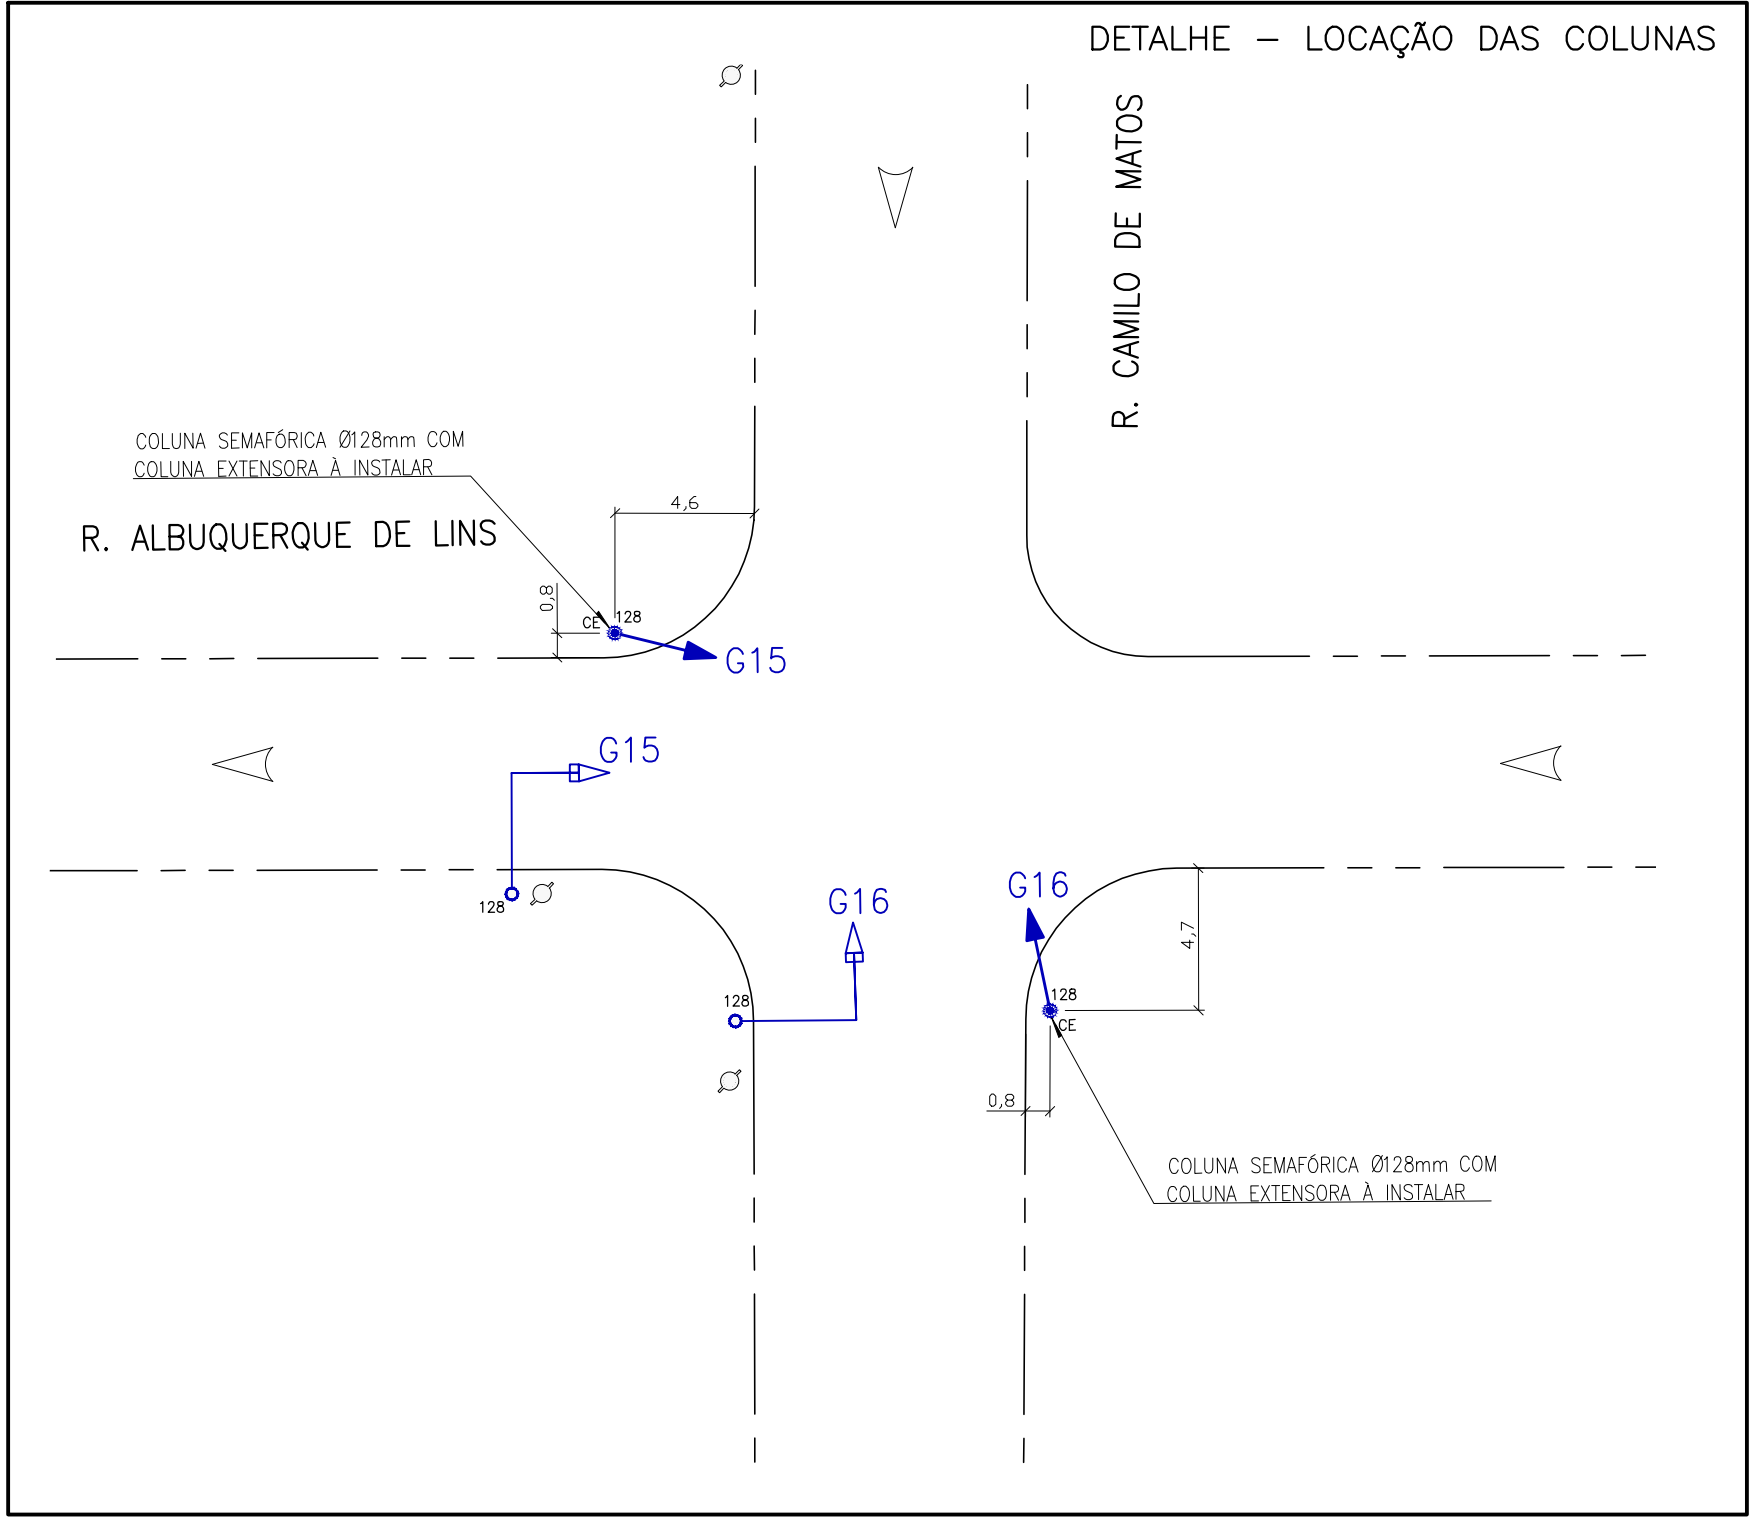 DETALHE – LOCAÇÃO DAS COLUNAS
R. CAMILO DE MATOS
COLUNA SEMAFÓRICA Ø128mm COM
COLUNA EXTENSORA À INSTALAR
4,6
R. ALBUQUERQUE DE LINS
0,8
CE
128
G15
G15
G16
G16
128
4,7
128
128
CE
0,8
COLUNA SEMAFÓRICA Ø128mm COM
COLUNA EXTENSORA À INSTALAR